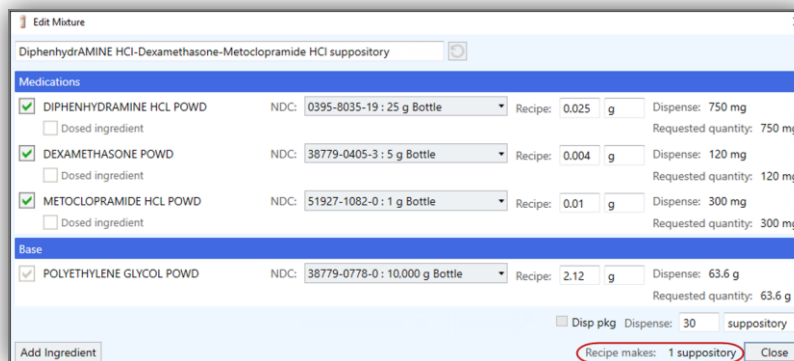 Edit Mixture
DiphenhydrAMINE HCl-Dexamethasone-Metoclopramide HCl suppository
Medications
DIPHENHYDRAMINE HCL POWD NDC: 0395-8035-19 : 25 g Bottle Recipe: 0.025 g Dispense: 750 mg
Dosed ingredient Requested quantity: 750 mg
DEXAMETHASONE POWD NDC: 38779-0405-3 : 5 g Bottle Recipe: 0.004 g Dispense: 120 mg
Dosed ingredient Requested quantity: 120 mg
METOCLOPRAMIDE HCL POWD NDC: 51927-1082-0 : 1 g Bottle Recipe: 0.01 g Dispense: 300 mg
Dosed ingredient Requested quantity: 300 mg
Base
POLYETHYLENE GLYCOL POWD NDC: 38779-0778-0 : 10,000 g Bottle Recipe: 2.12 g Dispense: 63.6 g
Requested quantity: 63.6 g
Disp pkg Dispense: 30 suppository
Add Ingredient Recipe makes: 1 suppository Close